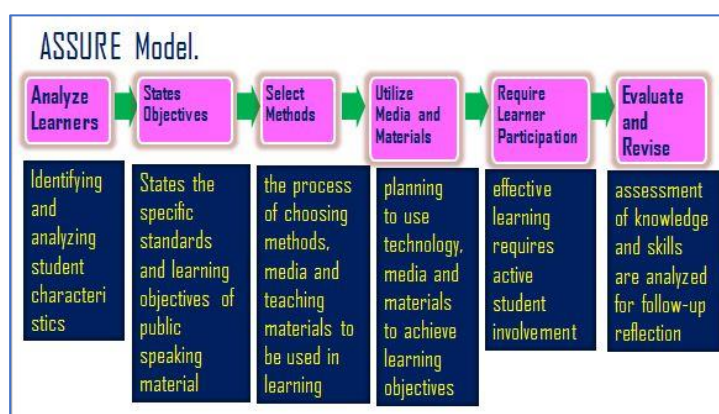 ASSURE Model.
Analyze
Learners
States
Objectives
Select
Methods
Utilize
Media and
Materials
Require
Learner
Participation
Evaluate
and
Revise
Identifying
and
analyzing
student
characteri
stics
States the
specific
standards
and learning
objectives of
public
speaking
material
the process
of choosing
methods,
media and
teaching
materials to
be used in
learning
planning
to use
technology,
media and
materials
to achieve
learning
objectives
effective
learning
requires
active
student
involvement
assessment
of knowledge
and skills
are analyzed
for follow-up
reflection